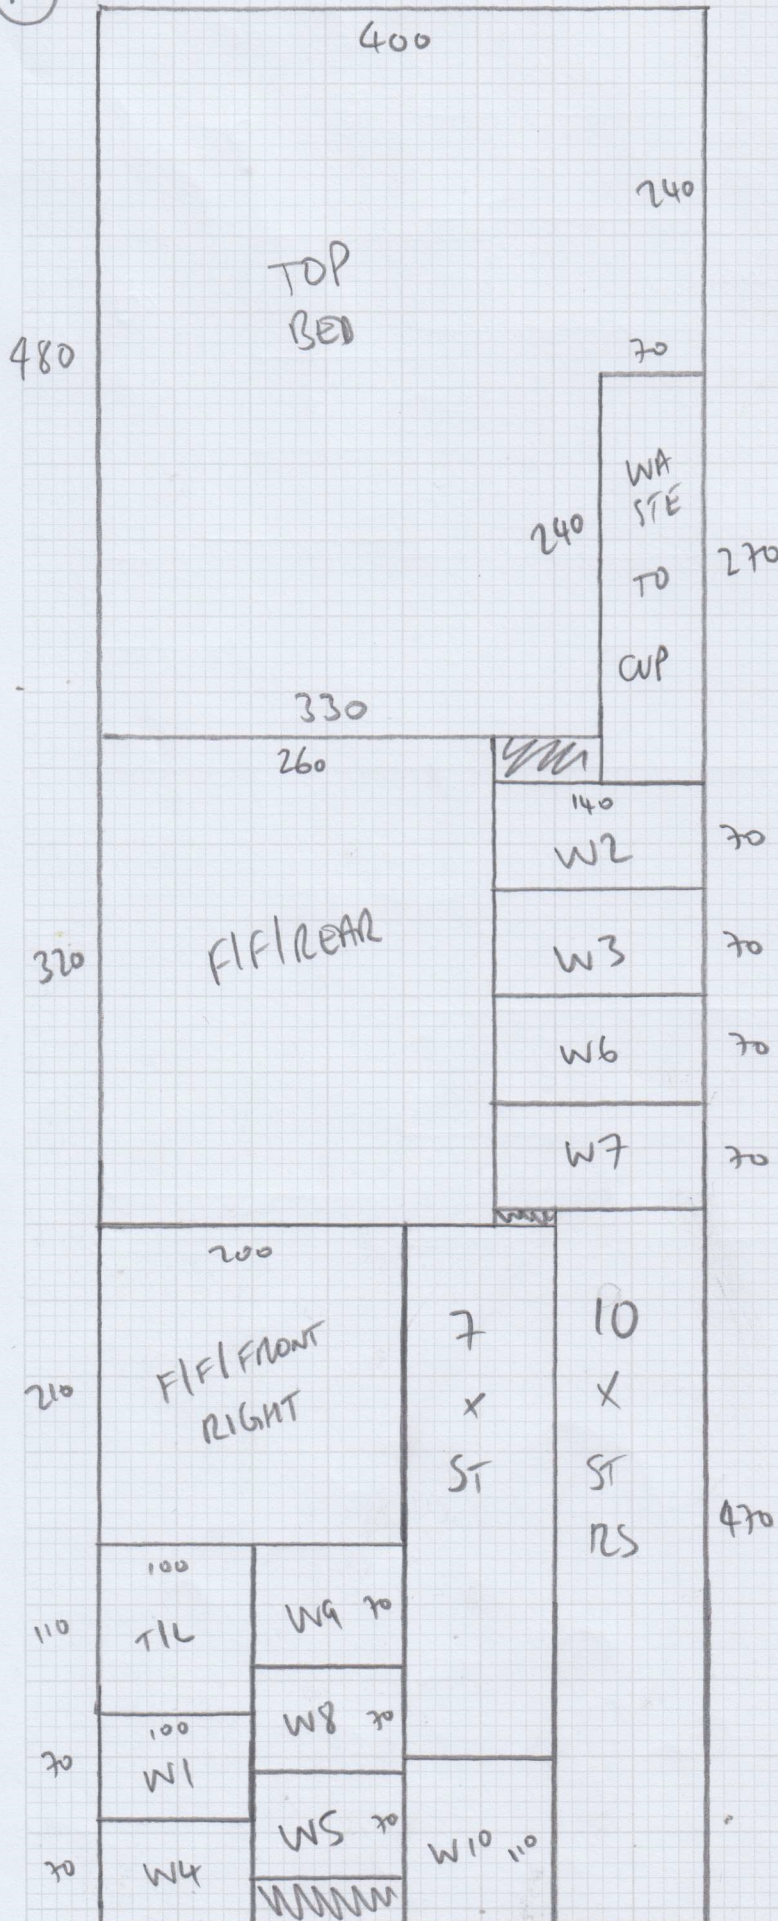 400
240
TOP
BED
480
70
WA
STE
TO
CUP
240
270
330
260
140
W2
70
F/F/REAR
320
W3
70
W6
70
W7
70
200
F/F/FRONT
RIGHT
210
7
X
ST
10
X
ST
RS
470
100
T/L
110
W9 70
100
W1
70
W8 70
W5 70
W4
70
W10 110